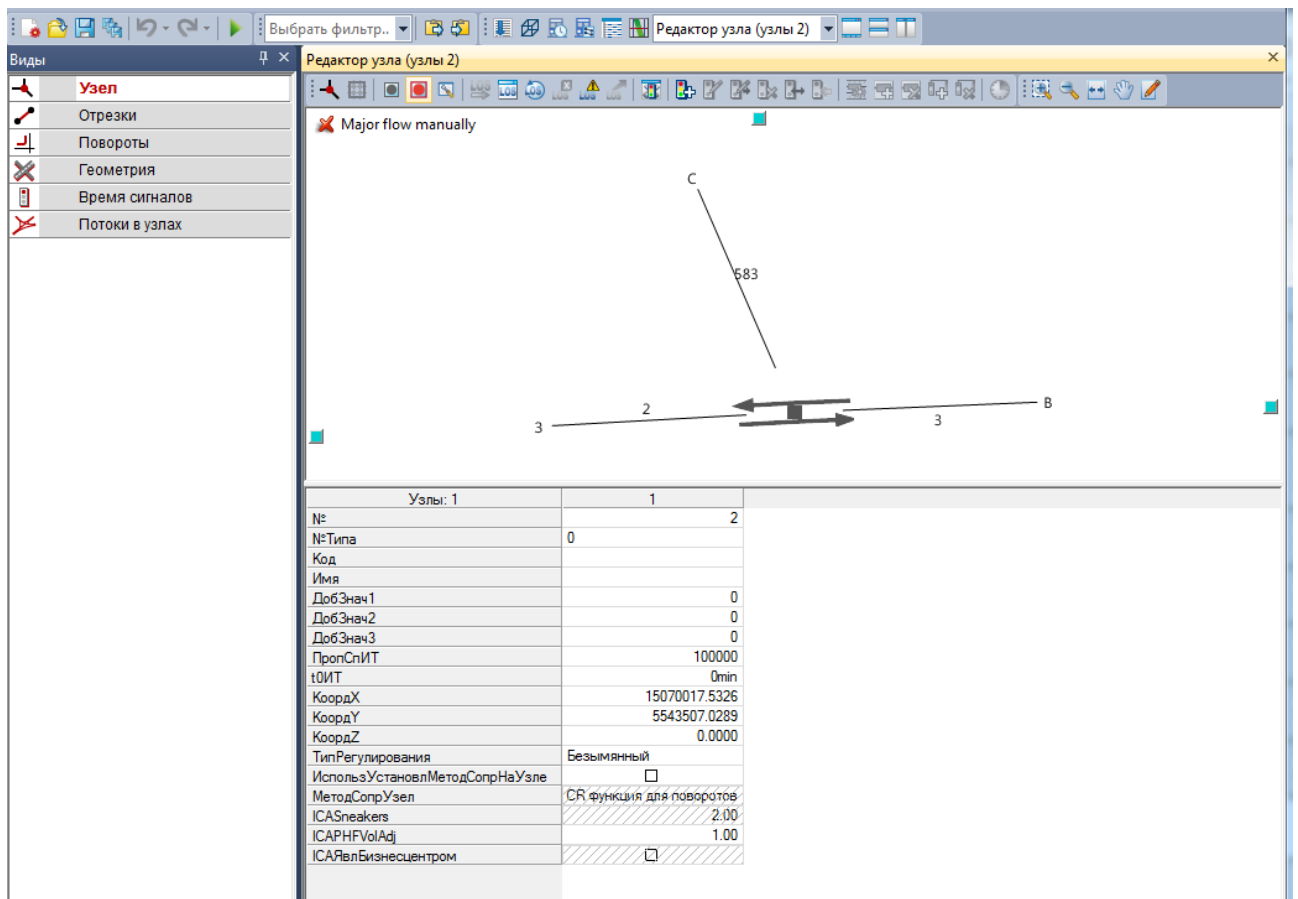 Выбрать фильтр.. Редактор узла (узлы 2)
Виды
Редактор узла (узлы 2)
Узел
Отрезки
Повороты
Геометрия
Время сигналов
Потоки в узлах
Major flow manually
C
583
2
3
B
3
Узлы: 1 1
№ 2
№Типа 0
Код
Имя
ДобЗнач1 0
ДобЗнач2 0
ДобЗнач3 0
ПропСпИТ 100000
t0ИТ 0min
КоордX 15070017.5326
КоордY 5543507.0289
КоордZ 0.0000
ТипРегулирования Безымянный
ИспользУстановлМетодСопрНаУзле
МетодСопрУзел CR функция для поворотов
ICASneakers 2.00
ICAPHFVolAdj 1.00
ICAЯвлБизнесцентром